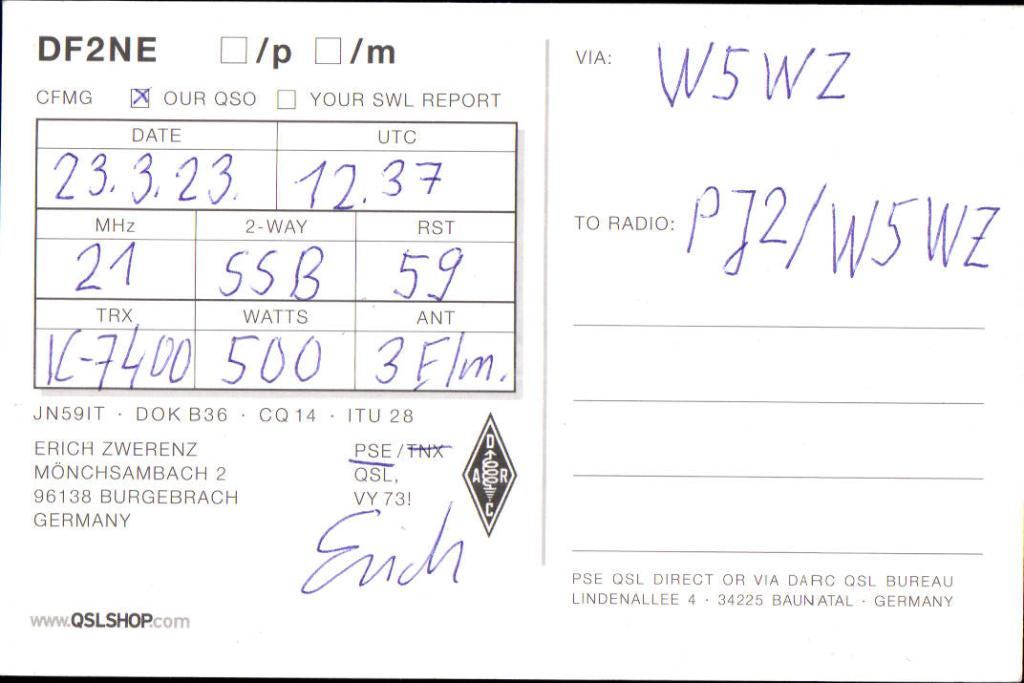 DF2NE □/p □/m
CFMG ☒ OUR QSO □ YOUR SWL REPORT
DATE UTC
23.3.23. 12.37
MHz 2-WAY RST
21 SSB 59
TRX WATTS ANT
IC-7400 500 3 Elm.
JN59IT · DOK B36 · CQ 14 · ITU 28
ERICH ZWERENZ
MÖNCHSAMBACH 2
96138 BURGEBRACH
GERMANY
PSE / TNX
QSL,
VY 73!
DARC
Erich
www.QSLSHOP.com
VIA: W5WZ
TO RADIO: PJ2/W5WZ
PSE QSL DIRECT OR VIA DARC QSL BUREAU
LINDENALLEE 4 · 34225 BAUNATAL · GERMANY